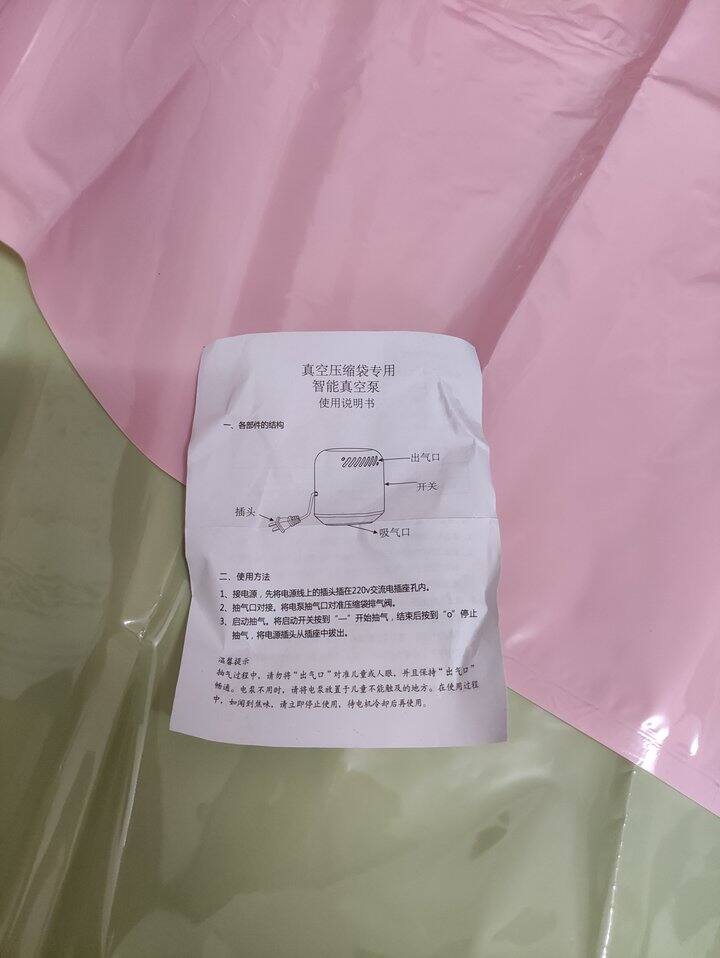 真空压缩袋专用
智能真空泵
使用说明书
一、各部件的结构
出气口
开关
插头
吸气口
二、使用方法
1、接电源，先将电源线上的插头插在220v交流电插座孔内。
2、抽气口对接。将电泵抽气口对准压缩袋排气阀。
3、启动抽气。将启动开关按到“—”开始抽气，结束后按到“o”停止
抽气，将电源插头从插座中拔出。
温馨提示
抽气过程中，请勿将“出气口”对准儿童或人眼，并且保持“出气口”
畅通。电泵不用时，请将电泵放置于儿童不能触及的地方。在使用过程
中，如闻到焦味，请立即停止使用，待电机冷却后再使用。